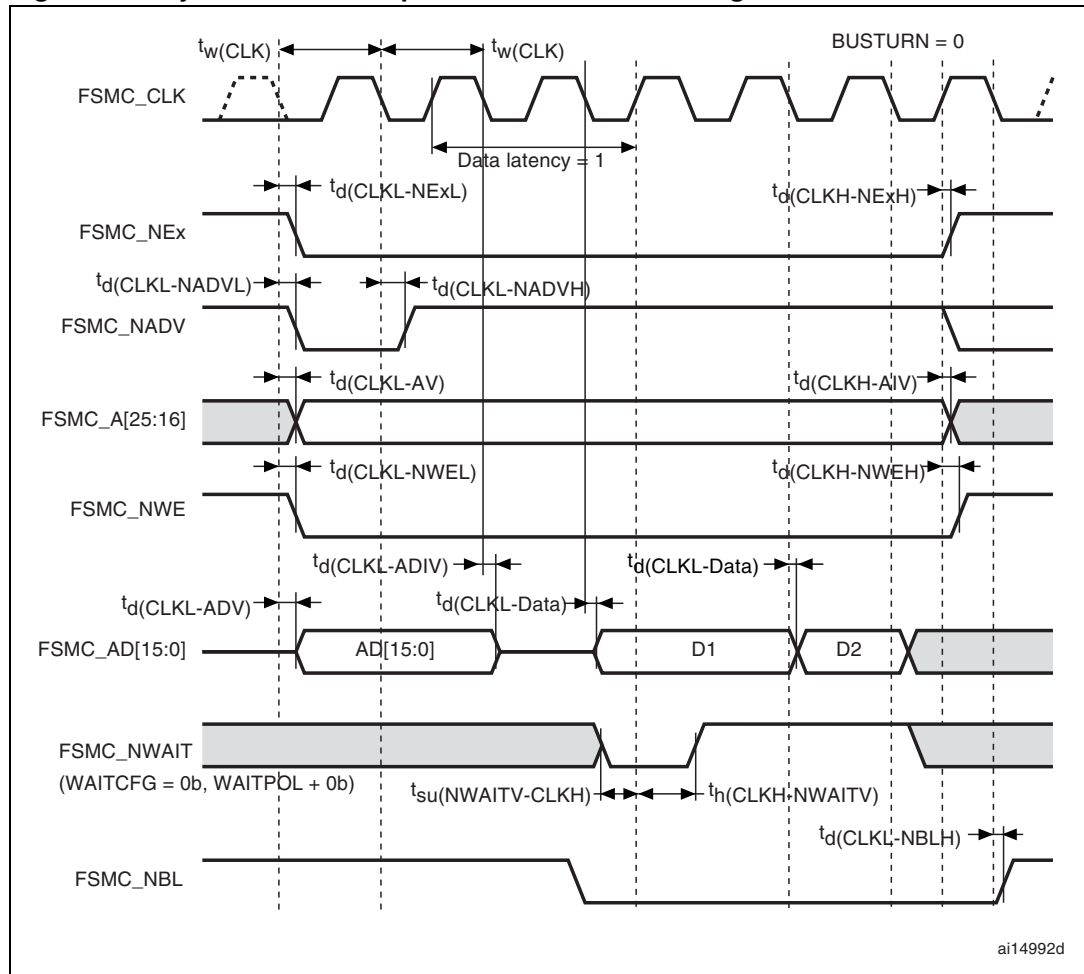 tw(CLK)
tw(CLK)
BUSTURN = 0
FSMC_CLK
Data latency = 1
td(CLKL-NExL)
td(CLKH-NExH)
FSMC_NEx
td(CLKL-NADVL)
td(CLKL-NADVH)
FSMC_NADV
td(CLKL-AV)
td(CLKH-AIV)
FSMC_A[25:16]
td(CLKL-NWEL)
td(CLKH-NWEH)
FSMC_NWE
td(CLKL-ADIV)
td(CLKL-Data)
td(CLKL-ADV)
td(CLKL-Data)
FSMC_AD[15:0]
AD[15:0]
D1
D2
FSMC_NWAIT
(WAITCFG = 0b, WAITPOL + 0b)
tsu(NWAITV-CLKH)
th(CLKH-NWAITV)
td(CLKL-NBLH)
FSMC_NBL
ai14992d